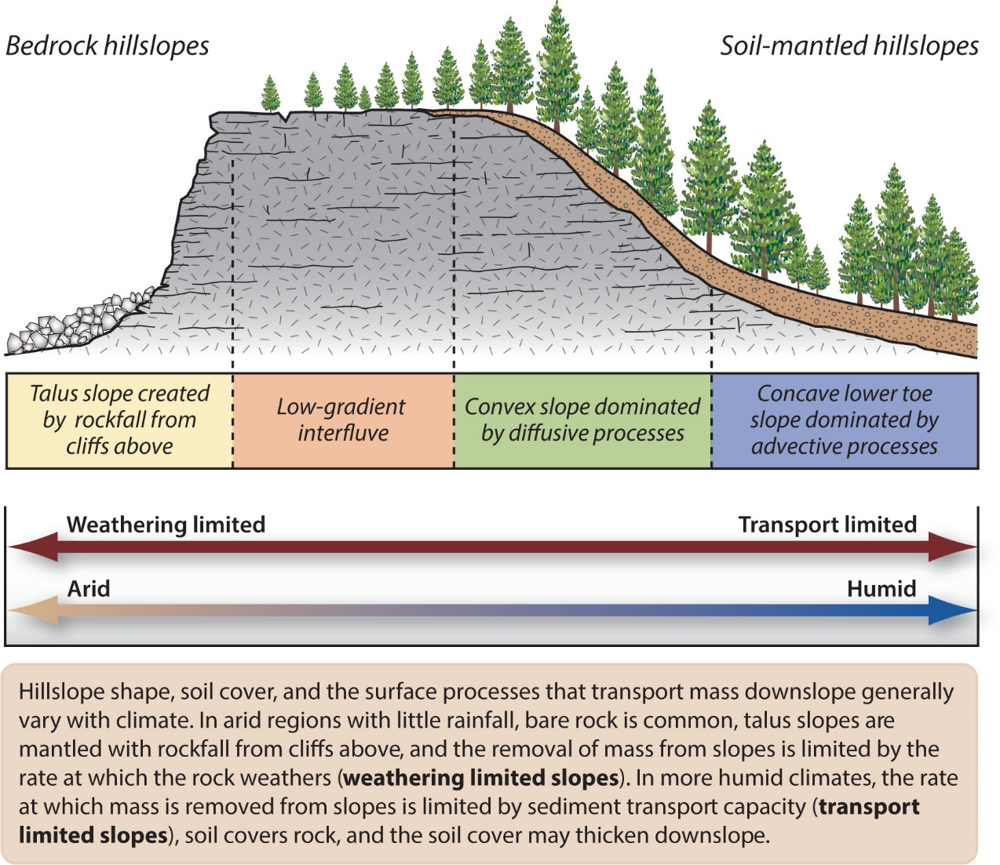 Bedrock hillslopes
Soil-mantled hillslopes
Talus slope created
by rockfall from
cliffs above
Low-gradient
interfluve
Convex slope dominated
by diffusive processes
Concave lower toe
slope dominated by
advective processes
Weathering limited
Transport limited
Arid
Humid
Hillslope shape, soil cover, and the surface processes that transport mass downslope generally
vary with climate. In arid regions with little rainfall, bare rock is common, talus slopes are
mantled with rockfall from cliffs above, and the removal of mass from slopes is limited by the
rate at which the rock weathers (weathering limited slopes). In more humid climates, the rate
at which mass is removed from slopes is limited by sediment transport capacity (transport
limited slopes), soil covers rock, and the soil cover may thicken downslope.